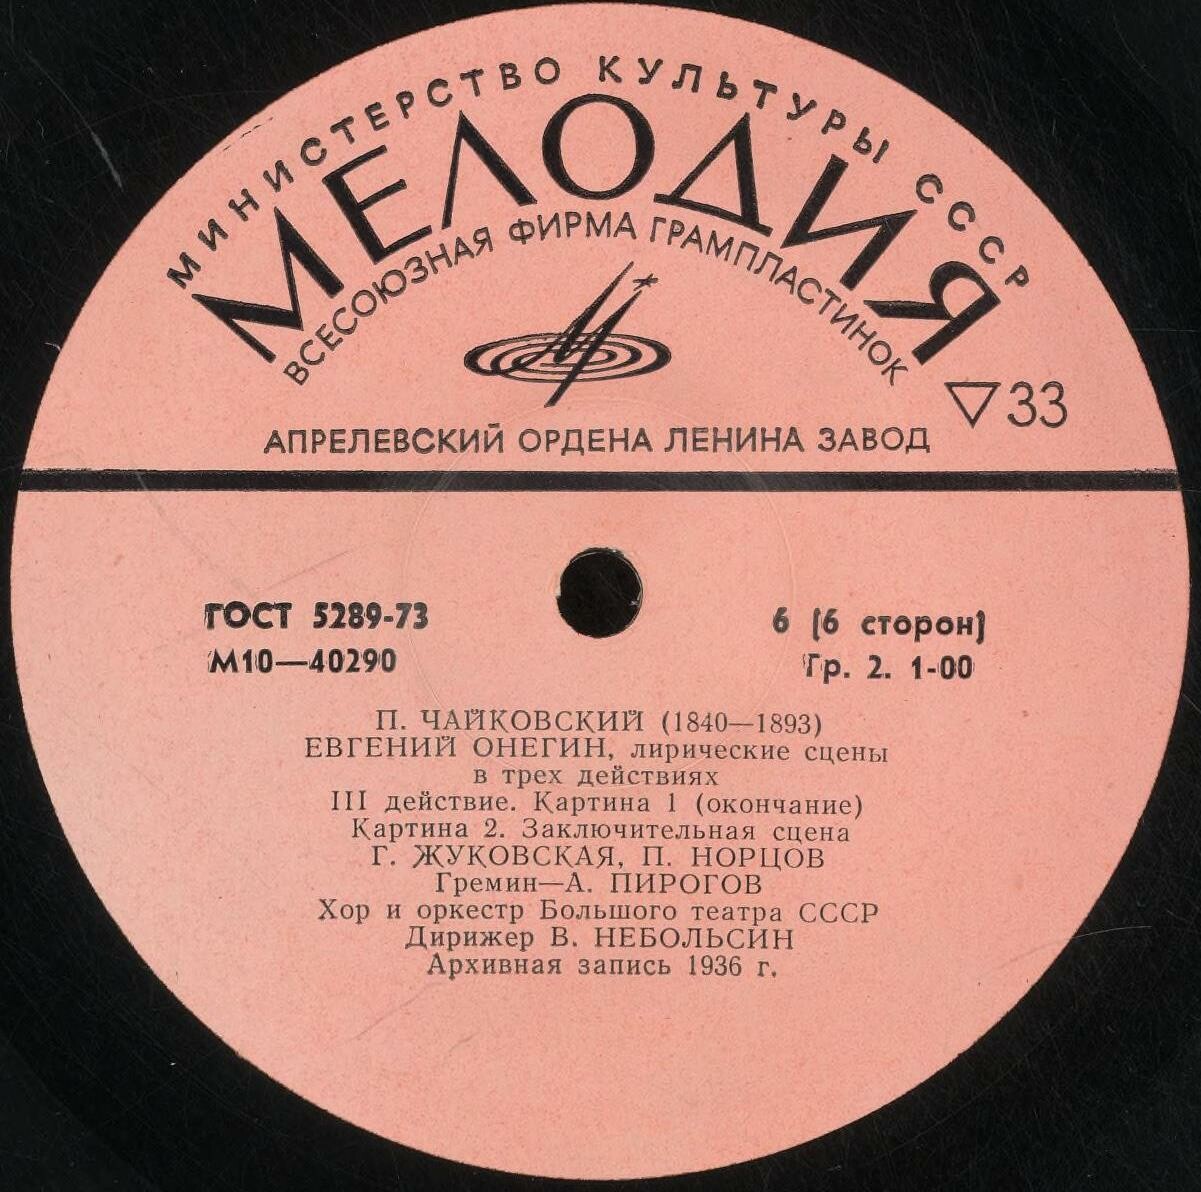 МИНИСТЕРСТВО КУЛЬТУРЫ СССР
МЕЛОДИЯ
ВСЕСОЮЗНАЯ ФИРМА ГРАМПЛАСТИНОК
▽33
АПРЕЛЕВСКИЙ ОРДЕНА ЛЕНИНА ЗАВОД
ГОСТ 5289-73
М10—40290
6 (6 сторон)
Гр. 2. 1-00
П. ЧАЙКОВСКИЙ (1840—1893)
ЕВГЕНИЙ ОНЕГИН, лирические сцены
в трех действиях
III действие. Картина 1 (окончание)
Картина 2. Заключительная сцена
Г. ЖУКОВСКАЯ, П. НОРЦОВ
Гремин—А. ПИРОГОВ
Хор и оркестр Большого театра СССР
Дирижер В. НЕБОЛЬСИН
Архивная запись 1936 г.